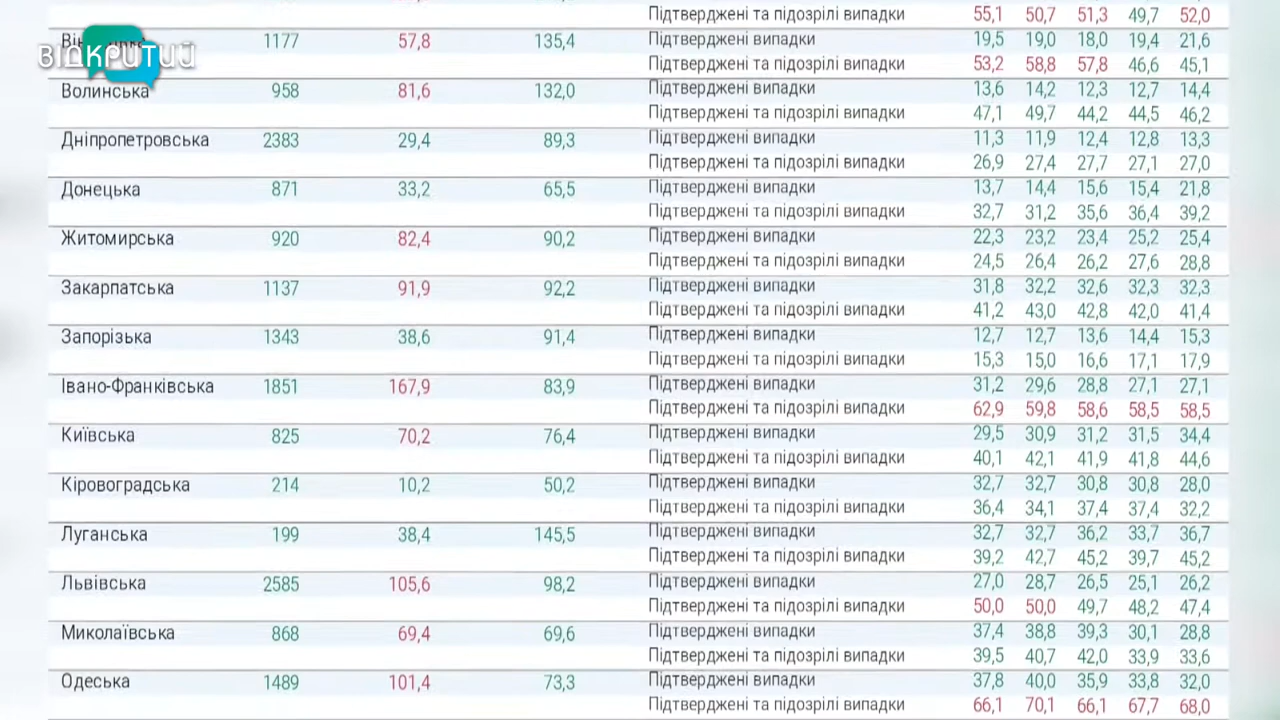 Підтверджені та підозрілі випадки 55,1 50,7 51,3 49,7 52,0
ВІДКРИТИЙ
1177 57,8 135,4 Підтверджені випадки 19,5 19,0 18,0 19,4 21,6
Підтверджені та підозрілі випадки 53,2 58,8 57,8 46,6 45,1
Волинська 958 81,6 132,0 Підтверджені випадки 13,6 14,2 12,3 12,7 14,4
Підтверджені та підозрілі випадки 47,1 49,7 44,2 44,5 46,2
Дніпропетровська 2383 29,4 89,3 Підтверджені випадки 11,3 11,9 12,4 12,8 13,3
Підтверджені та підозрілі випадки 26,9 27,4 27,7 27,1 27,0
Донецька 871 33,2 65,5 Підтверджені випадки 13,7 14,4 15,6 15,4 21,8
Підтверджені та підозрілі випадки 32,7 31,2 35,6 36,4 39,2
Житомирська 920 82,4 90,2 Підтверджені випадки 22,3 23,2 23,4 25,2 25,4
Підтверджені та підозрілі випадки 24,5 26,4 26,2 27,6 28,8
Закарпатська 1137 91,9 92,2 Підтверджені випадки 31,8 32,2 32,6 32,3 32,3
Підтверджені та підозрілі випадки 41,2 43,0 42,8 42,0 41,4
Запорізька 1343 38,6 91,4 Підтверджені випадки 12,7 12,7 13,6 14,4 15,3
Підтверджені та підозрілі випадки 15,3 15,0 16,6 17,1 17,9
Івано-Франківська 1851 167,9 83,9 Підтверджені випадки 31,2 29,6 28,8 27,1 27,1
Підтверджені та підозрілі випадки 62,9 59,8 58,6 58,5 58,5
Київська 825 70,2 76,4 Підтверджені випадки 29,5 30,9 31,2 31,5 34,4
Підтверджені та підозрілі випадки 40,1 42,1 41,9 41,8 44,6
Кіровоградська 214 10,2 50,2 Підтверджені випадки 32,7 32,7 30,8 30,8 28,0
Підтверджені та підозрілі випадки 36,4 34,1 37,4 37,4 32,2
Луганська 199 38,4 145,5 Підтверджені випадки 32,7 32,7 36,2 33,7 36,7
Підтверджені та підозрілі випадки 39,2 42,7 45,2 39,7 45,2
Львівська 2585 105,6 98,2 Підтверджені випадки 27,0 28,7 26,5 25,1 26,2
Підтверджені та підозрілі випадки 50,0 50,0 49,7 48,2 47,4
Миколаївська 868 69,4 69,6 Підтверджені випадки 37,4 38,8 39,3 30,1 28,8
Підтверджені та підозрілі випадки 39,5 40,7 42,0 33,9 33,6
Одеська 1489 101,4 73,3 Підтверджені випадки 37,8 40,0 35,9 33,8 32,0
Підтверджені та підозрілі випадки 66,1 70,1 66,1 67,7 68,0